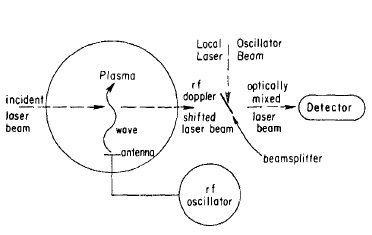 Local Oscillator
Laser Beam
Plasma
incident
laser
beam
wave
antenna
rf
doppler
shifted
laser beam
optically
mixed
laser
beam
Detector
beamsplitter
rf
oscillator